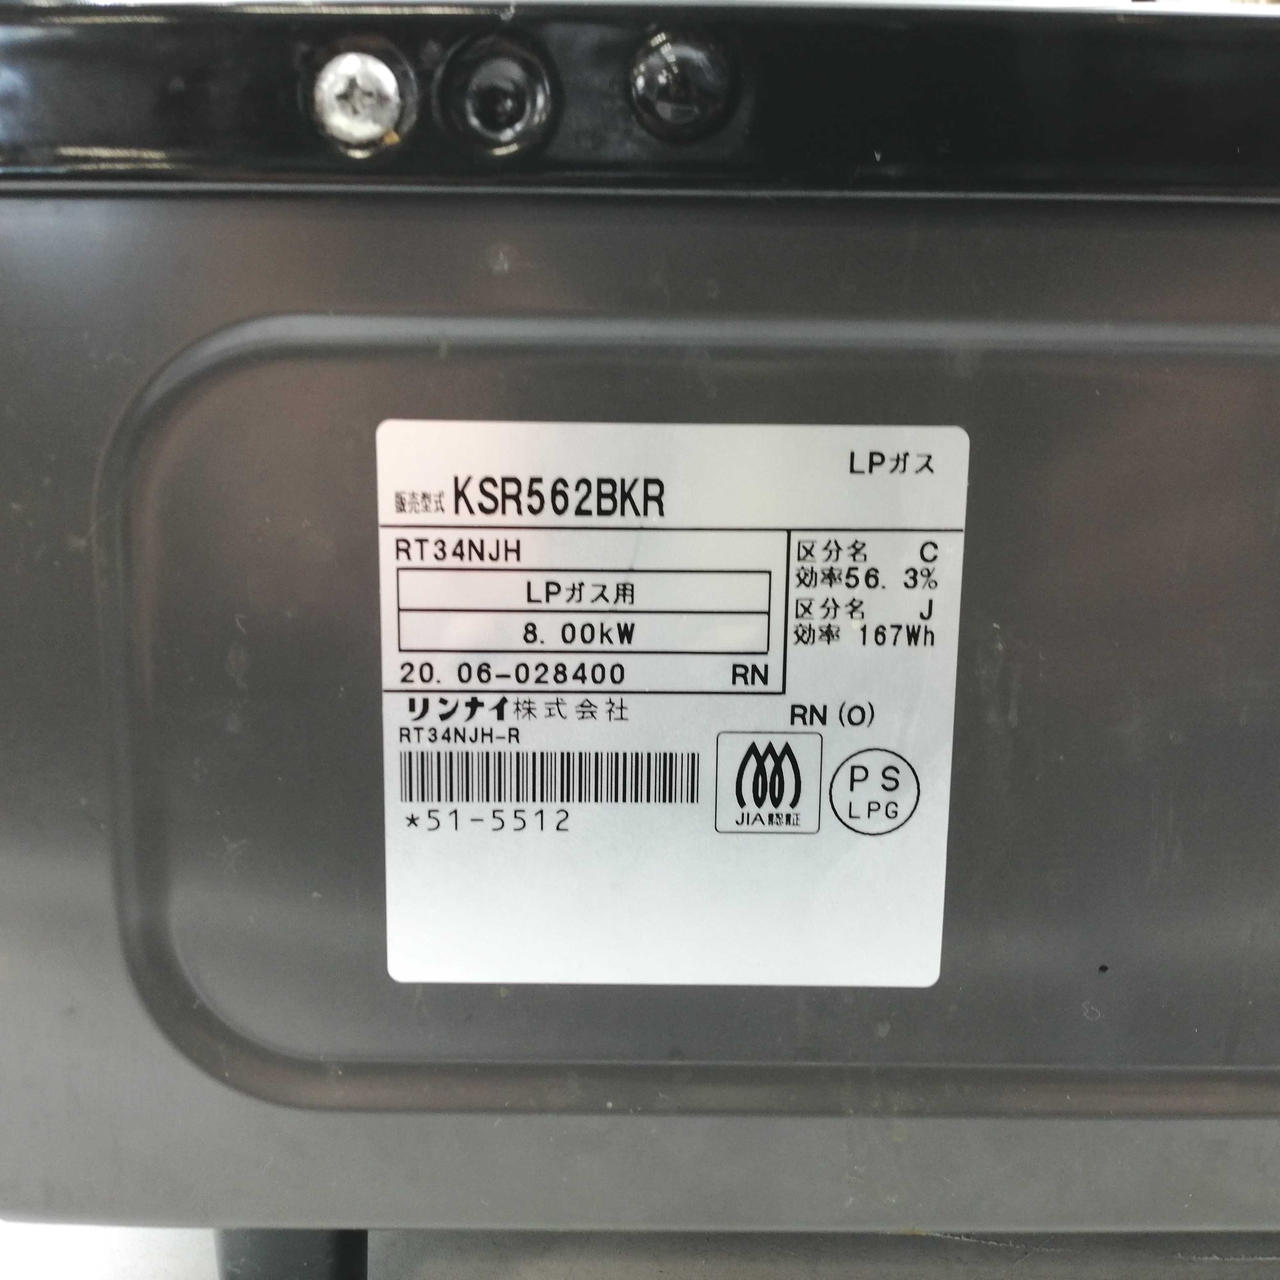 LPガス
販売型式 KSR562BKR
RT34NJH
LPガス用
8.00kW
20.06-028400 RN
区分名 C
効率56.3%
区分名 J
効率 167Wh
リンナイ株式会社
RN(O)
RT34NJH-R
*51-5512
JIA認証
PS
LPG